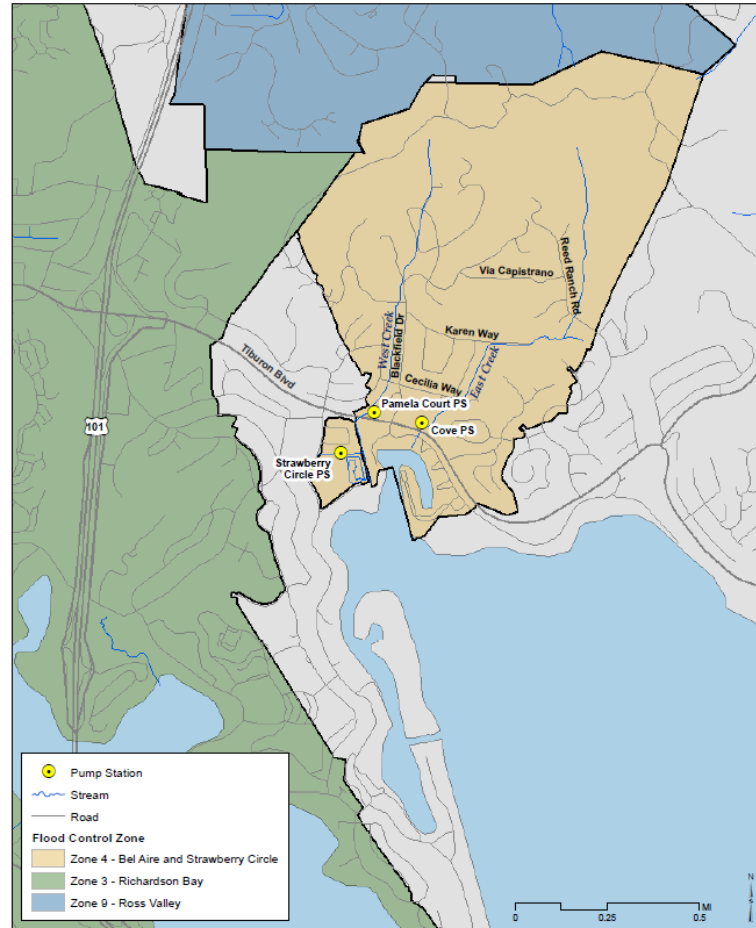 Via Capistrano
Reed Ranch Rd
West Creek
Blackfield Dr
Karen Way
East Creek
Cecilia Way
Tiburon Blvd
Pamela Court PS
Cove PS
101
Strawberry
Circle PS
Pump Station
Stream
Road
Flood Control Zone
Zone 4 - Bel Aire and Strawberry Circle
Zone 3 - Richardson Bay
Zone 9 - Ross Valley
MI
0
0.25
0.5
N
S